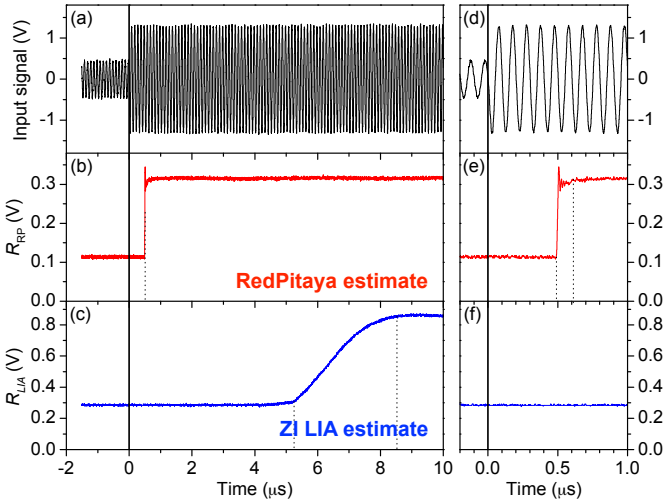 (a)
(d)
Input signal (V)
1
0
-1
1
0
-1
(b)
(e)
R_RP (V)
0.3
0.2
0.1
0.0
0.3
0.2
0.1
0.0
RedPitaya estimate
(c)
(f)
R_LIA (V)
0.8
0.6
0.4
0.2
0.0
0.8
0.6
0.4
0.2
0.0
ZI LIA estimate
-2 0 2 4 6 8 10
-0.0 0.5 1.0
Time (μs)
Time (μs)